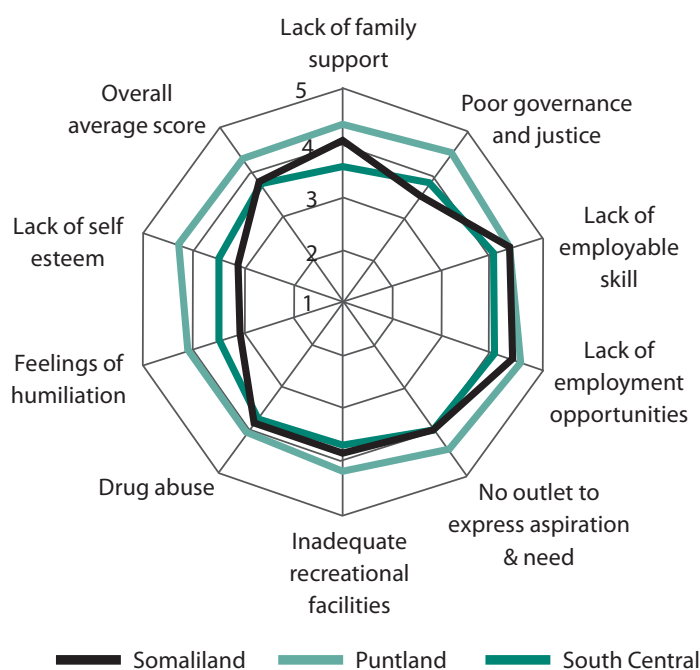 Lack of family
support
Poor governance
and justice
Lack of
employable
skill
Lack of
employment
opportunities
No outlet to
express aspiration
& need
Inadequate
recreational
facilities
Drug abuse
Feelings of
humiliation
Lack of self
esteem
Overall
average score
5
4
3
2
1
Somaliland
Puntland
South Central